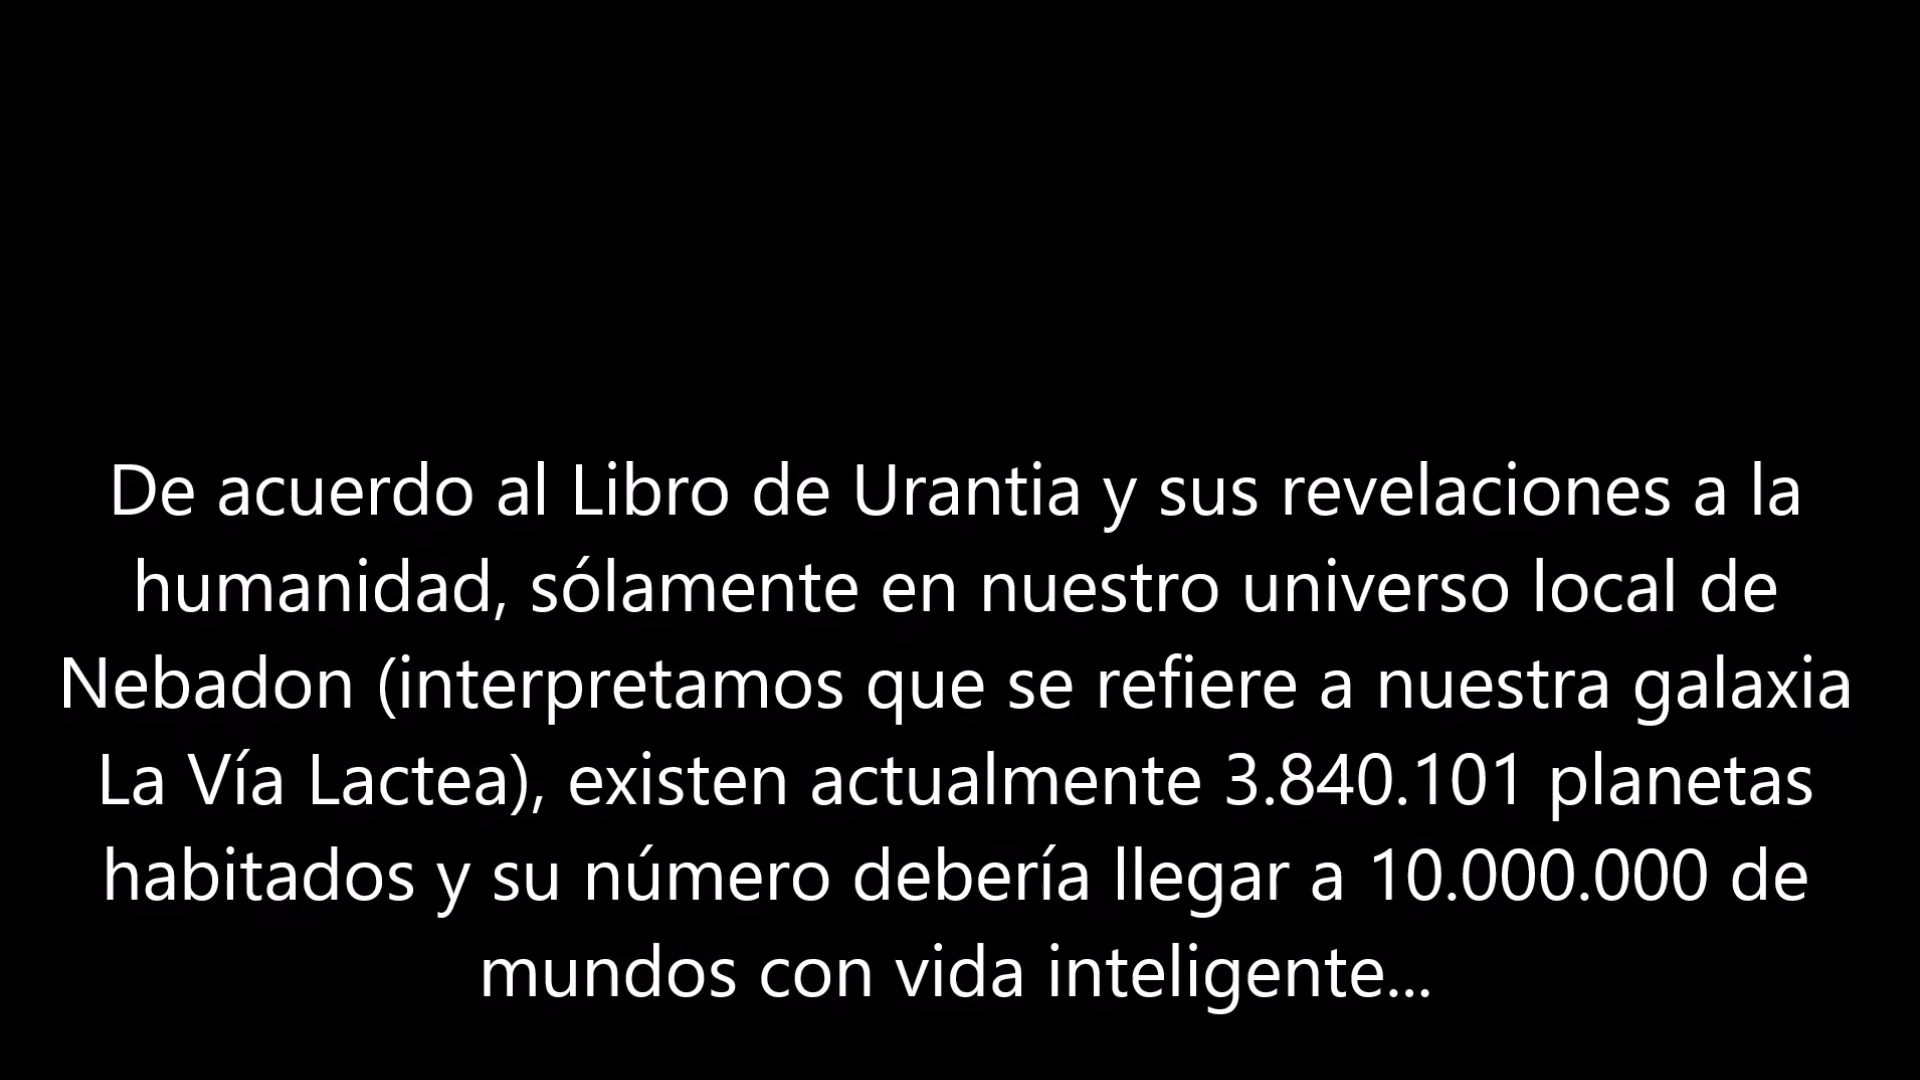 De acuerdo al Libro de Urantia y sus revelaciones a la
humanidad, sólamente en nuestro universo local de
Nebadon (interpretamos que se refiere a nuestra galaxia
La Vía Lactea), existen actualmente 3.840.101 planetas
habitados y su número debería llegar a 10.000.000 de
mundos con vida inteligente...